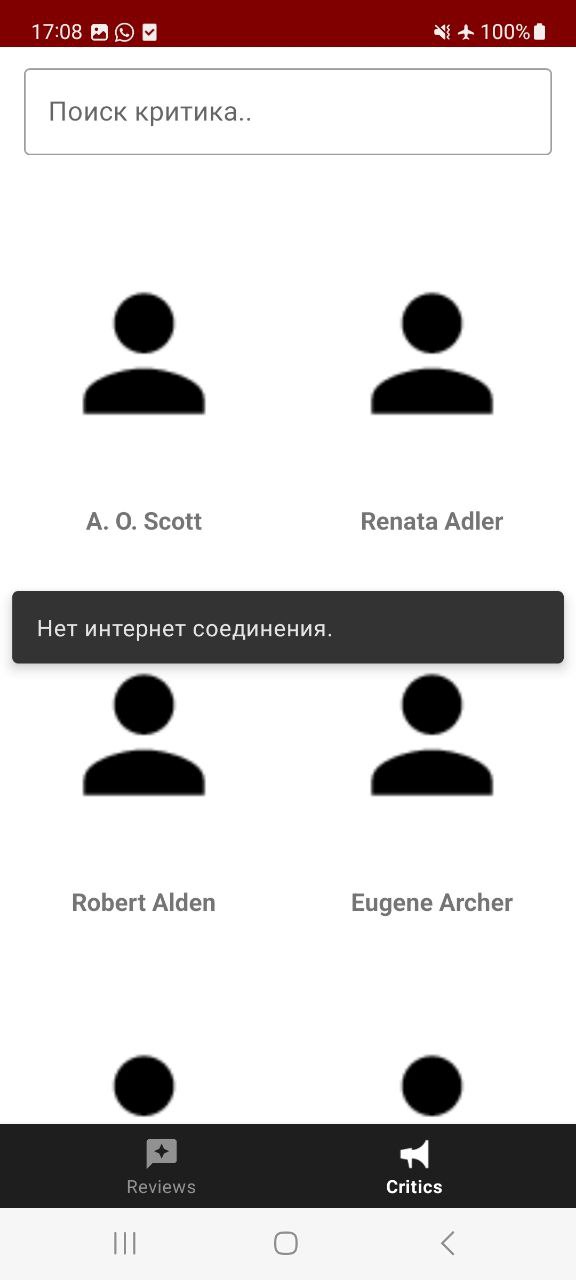 17:08 100%
Поиск критика..
A. O. Scott Renata Adler
Нет интернет соединения.
Robert Alden Eugene Archer
Reviews Critics